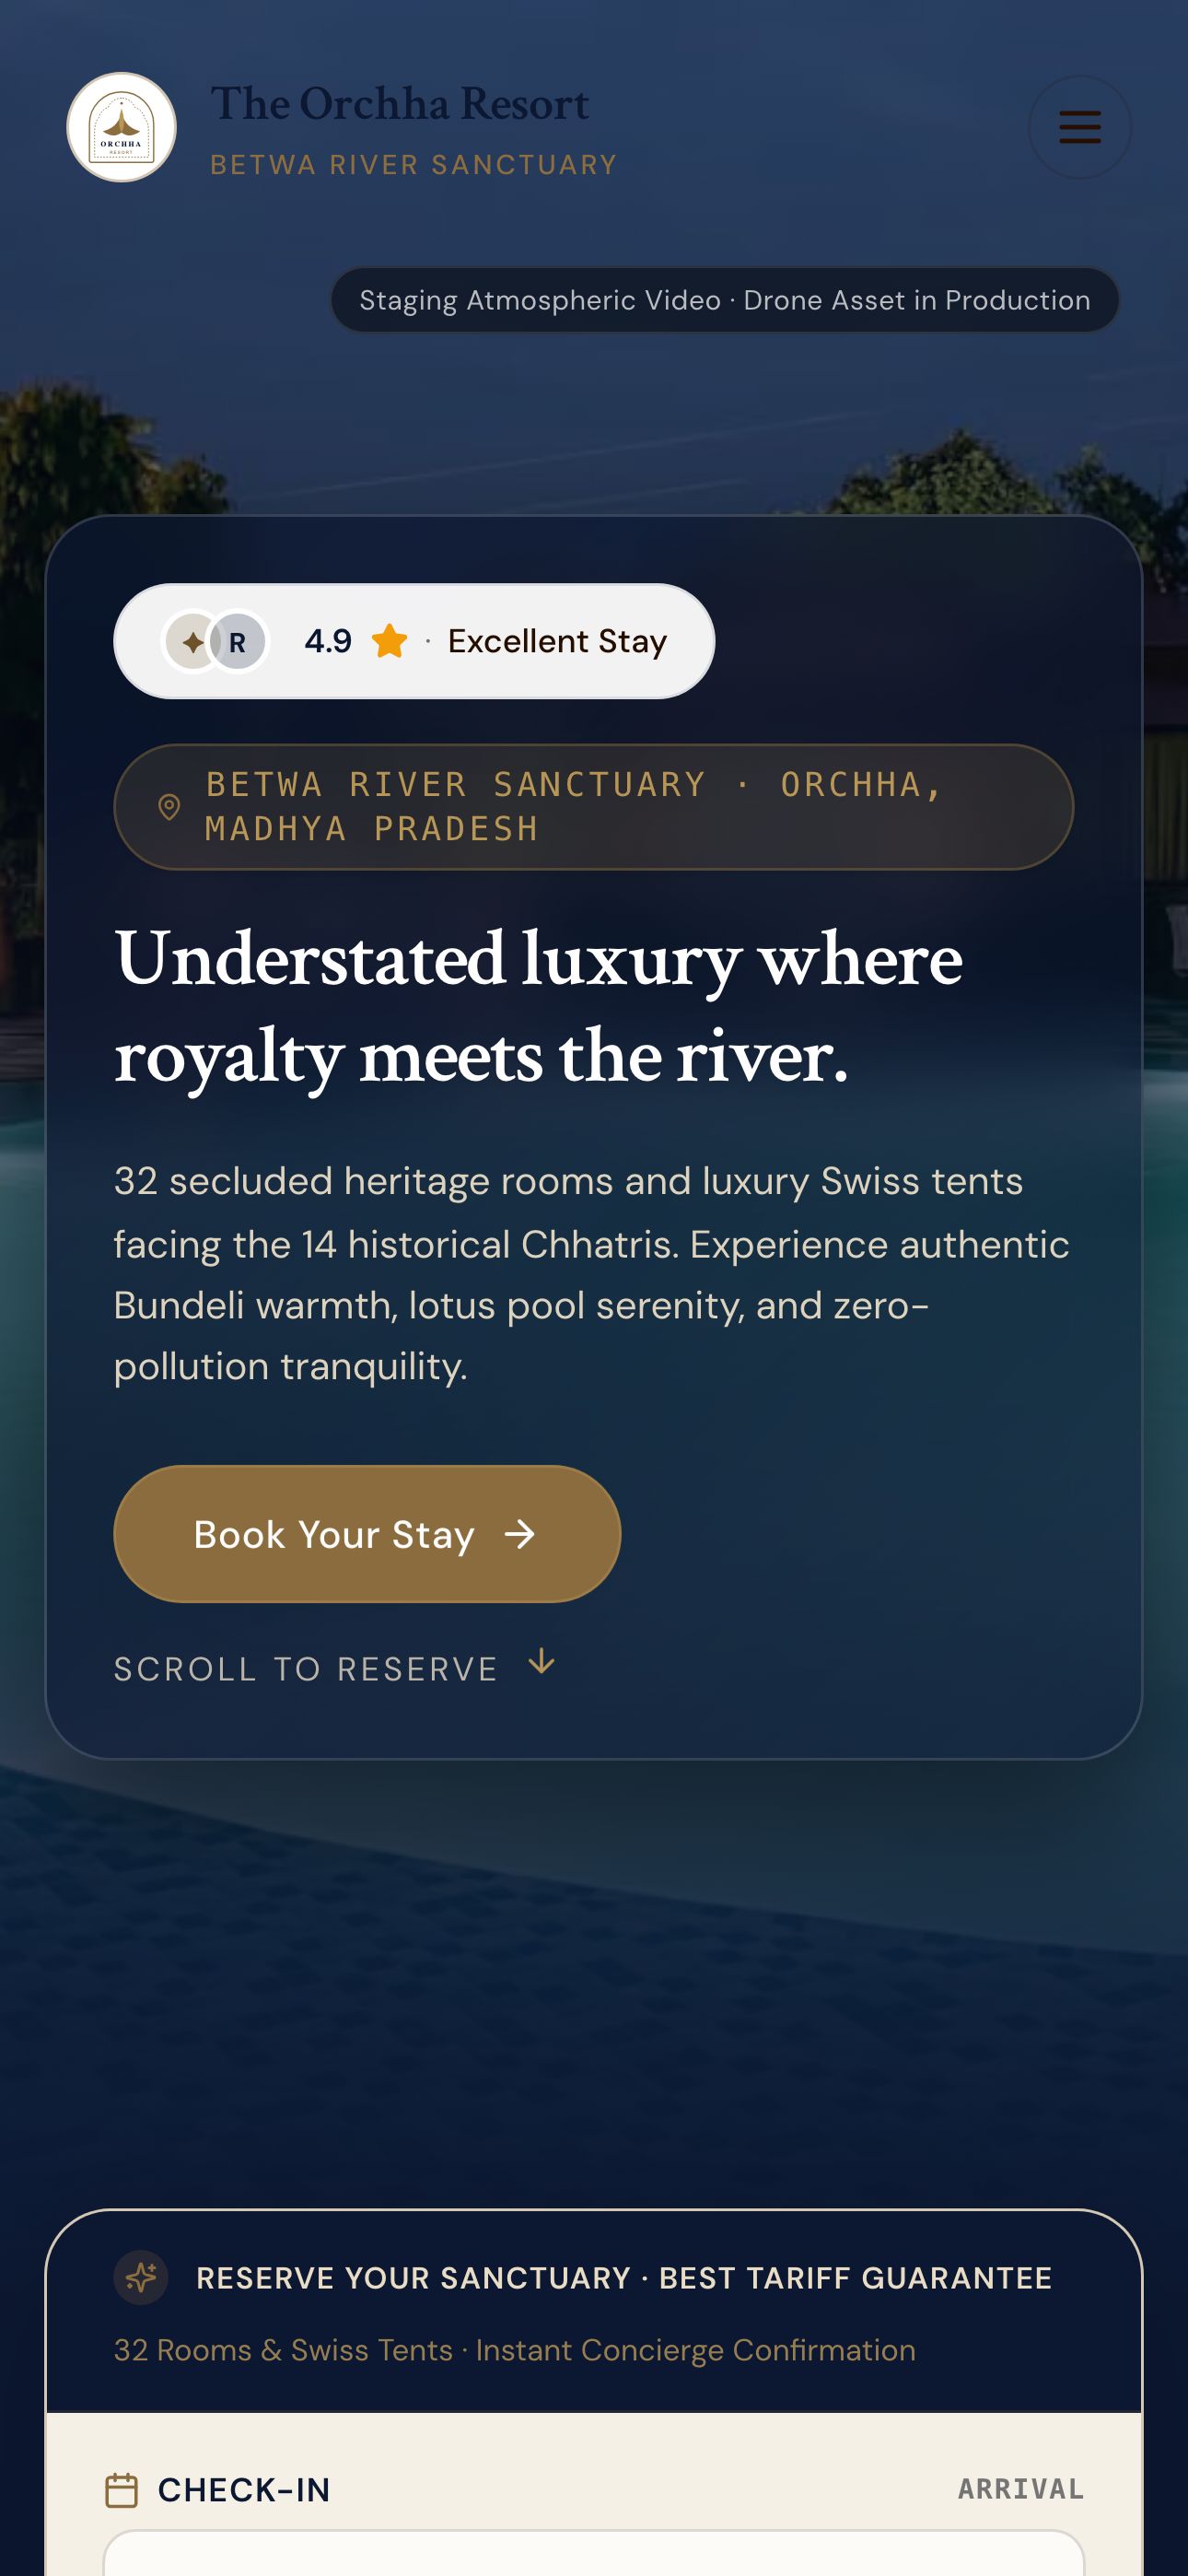 ORCHHA
RESORT
The Orchha Resort
BETWA RIVER SANCTUARY
Staging Atmospheric Video · Drone Asset in Production
R 4.9 · Excellent Stay
BETWA RIVER SANCTUARY · ORCHHA,
MADHYA PRADESH
Understated luxury where
royalty meets the river.
32 secluded heritage rooms and luxury Swiss tents
facing the 14 historical Chhatris. Experience authentic
Bundeli warmth, lotus pool serenity, and zero-
pollution tranquility.
Book Your Stay →
SCROLL TO RESERVE ↓
RESERVE YOUR SANCTUARY · BEST TARIFF GUARANTEE
32 Rooms & Swiss Tents · Instant Concierge Confirmation
CHECK-IN ARRIVAL